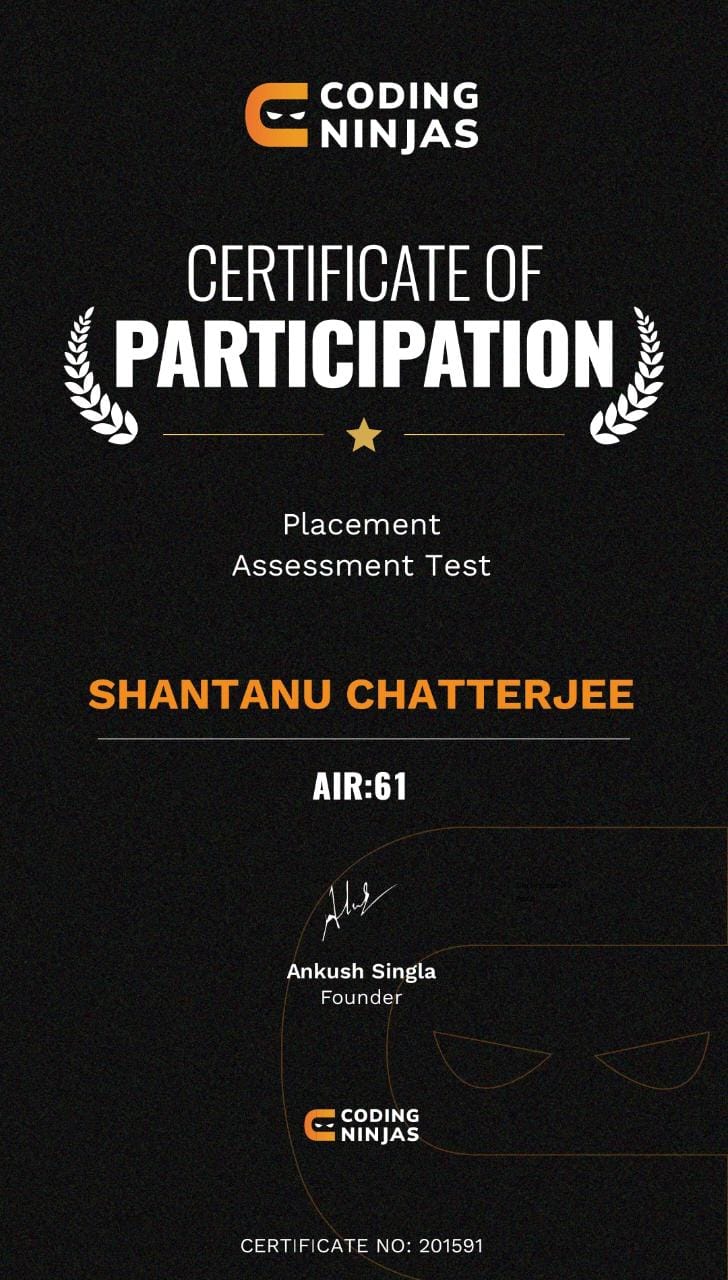 CODING
NINJAS
CERTIFICATE OF
PARTICIPATION
Placement
Assessment Test
SHANTANU CHATTERJEE
AIR:61
Ankush Singla
Founder
CODING
NINJAS
CERTIFICATE NO: 201591